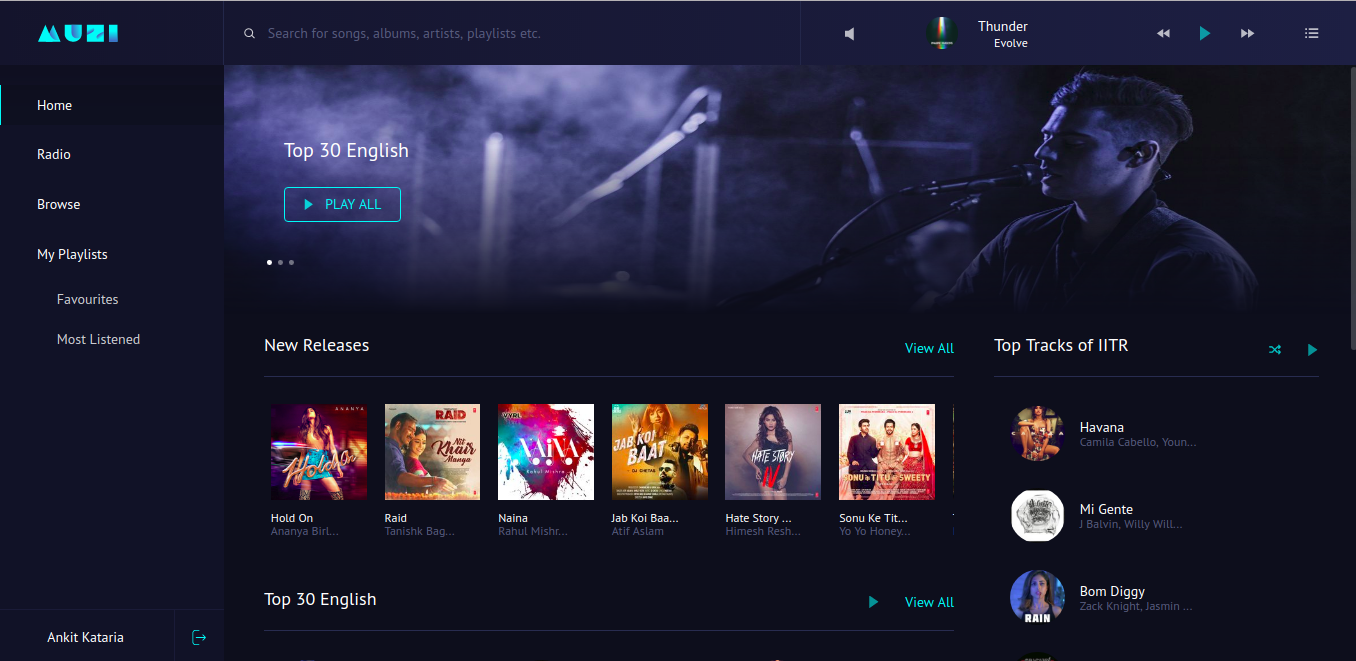 MUZI
Search for songs, albums, artists, playlists etc.
Thunder
Evolve
Home
Radio
Browse
My Playlists
Favourites
Most Listened
Ankit Kataria
Top 30 English
PLAY ALL
New Releases
View All
ANANYA
Hold On
RAID
Nit
Khair
Manga
VYRL
NAINA
Rahul Mishra
JAB KOI
BAAT
DJ CHETAS
HATE STORY
IV
SONU KE TITU KI SWEETY
Hold On
Ananya Birl...
Raid
Tanishk Bag...
Naina
Rahul Mishr...
Jab Koi Baa...
Atif Aslam
Hate Story ...
Himesh Resh...
Sonu Ke Tit...
Yo Yo Honey...
Top 30 English
View All
Top Tracks of IITR
Havana
Camila Cabello, Youn...
Mi Gente
J Balvin, Willy Will...
Bom Diggy
Zack Knight, Jasmin ...
RAIN